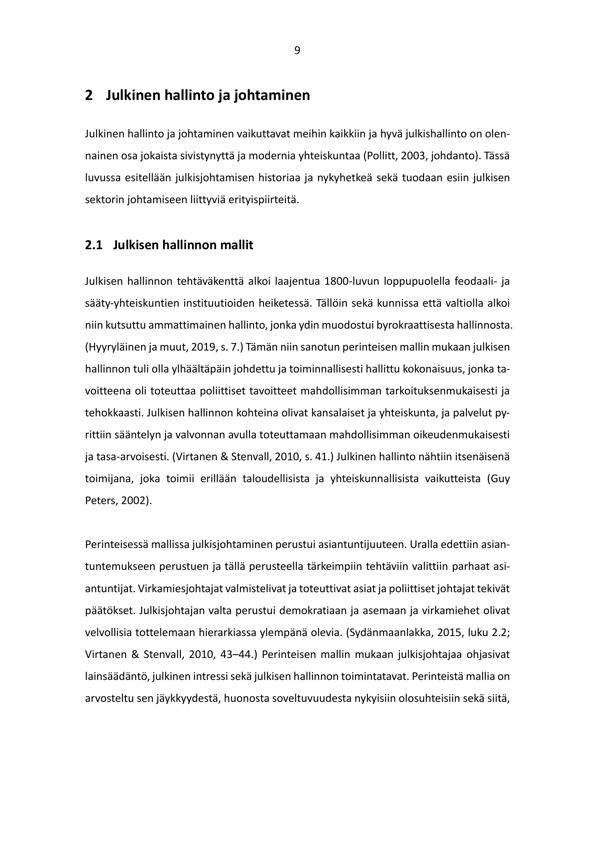 9
2 Julkinen hallinto ja johtaminen
Julkinen hallinto ja johtaminen vaikuttavat meihin kaikkiin ja hyvä julkishallinto on olen-
nainen osa jokaista sivistynyttä ja modernia yhteiskuntaa (Pollitt, 2003, johdanto). Tässä
luvussa esitellään julkisjohtamisen historiaa ja nykyhetkeä sekä tuodaan esiin julkisen
sektorin johtamiseen liittyviä erityispiirteitä.
2.1 Julkisen hallinnon mallit
Julkisen hallinnon tehtäväkenttä alkoi laajentua 1800-luvun loppupuolella feodaali- ja
sääty-yhteiskuntien instituutioiden heiketessä. Tällöin sekä kunnissa että valtiolla alkoi
niin kutsuttu ammattimainen hallinto, jonka ydin muodostui byrokraattisesta hallinnosta.
(Hyyryläinen ja muut, 2019, s. 7.) Tämän niin sanotun perinteisen mallin mukaan julkisen
hallinnon tuli olla ylhäältäpäin johdettu ja toiminnallisesti hallittu kokonaisuus, jonka ta-
voitteena oli toteuttaa poliittiset tavoitteet mahdollisimman tarkoituksenmukaisesti ja
tehokkaasti. Julkisen hallinnon kohteina olivat kansalaiset ja yhteiskunta, ja palvelut py-
rittiin sääntelyn ja valvonnan avulla toteuttamaan mahdollisimman oikeudenmukaisesti
ja tasa-arvoisesti. (Virtanen & Stenvall, 2010, s. 41.) Julkinen hallinto nähtiin itsenäisenä
toimijana, joka toimii erillään taloudellisista ja yhteiskunnallisista vaikutteista (Guy
Peters, 2002).
Perinteisessä mallissa julkisjohtaminen perustui asiantuntijuuteen. Uralla edettiin asian-
tuntemukseen perustuen ja tällä perusteella tärkeimpiin tehtäviin valittiin parhaat asi-
antuntijat. Virkamiesjohtajat valmistelivat ja toteuttivat asiat ja poliittiset johtajat tekivät
päätökset. Julkisjohtajan valta perustui demokratiaan ja asemaan ja virkamiehet olivat
velvollisia tottelemaan hierarkiassa ylempänä olevia. (Sydänmaanlakka, 2015, luku 2.2;
Virtanen & Stenvall, 2010, 43–44.) Perinteisen mallin mukaan julkisjohtajaa ohjasivat
lainsäädäntö, julkinen intressi sekä julkisen hallinnon toimintatavat. Perinteistä mallia on
arvosteltu sen jäykkyydestä, huonosta soveltuvuudesta nykyisiin olosuhteisiin sekä siitä,